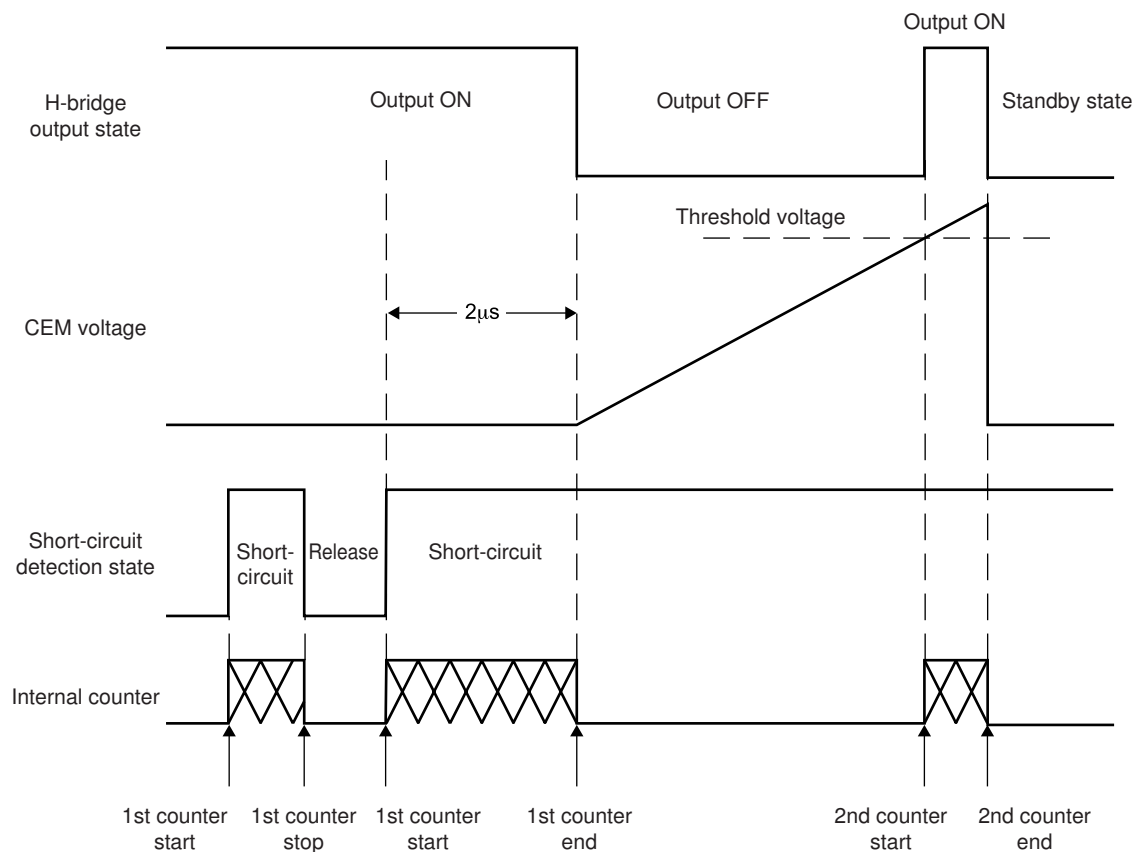 Output ON
H-bridge
output state
Output ON
Output OFF
Standby state
Threshold voltage
CEM voltage
2μs
Short-circuit
detection state
Short-
circuit
Release
Short-circuit
Internal counter
1st counter
start
1st counter
stop
1st counter
start
1st counter
end
2nd counter
start
2nd counter
end